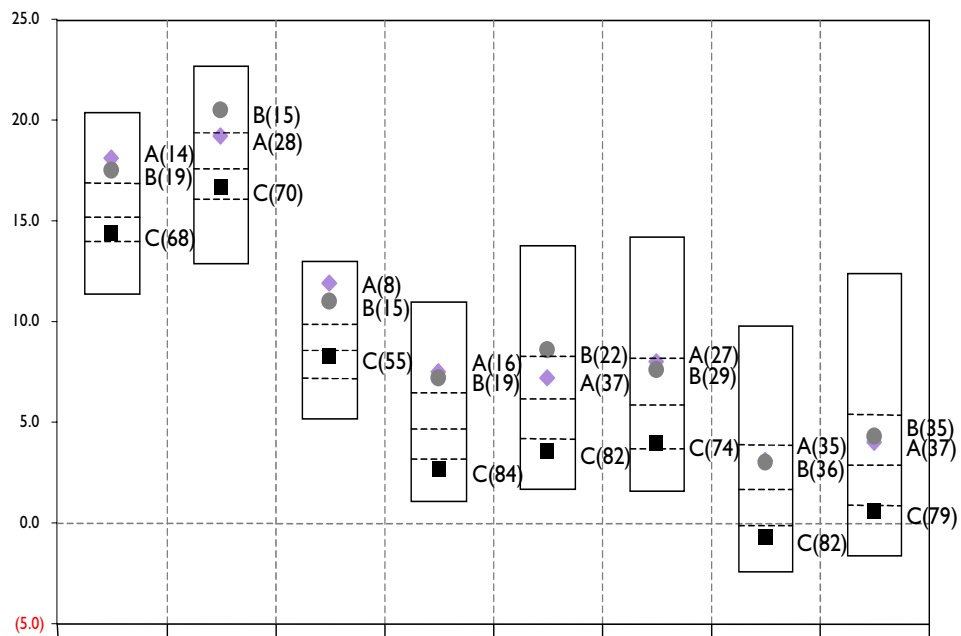 25.0
20.0
15.0
10.0
5.0
0.0
(5.0)
A(14)
B(19)
C(68)
B(15)
A(28)
C(70)
A(8)
B(15)
C(55)
A(16)
B(19)
C(84)
B(22)
A(37)
C(82)
A(27)
B(29)
C(74)
A(35)
B(36)
C(82)
B(35)
A(37)
C(79)